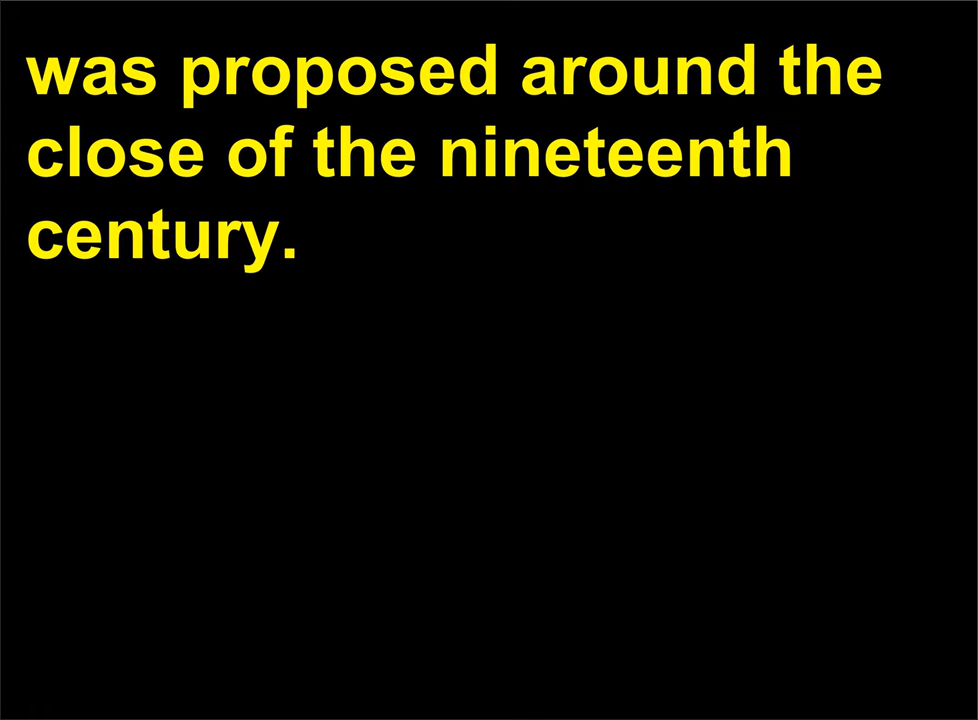 was proposed around the
close of the nineteenth
century.